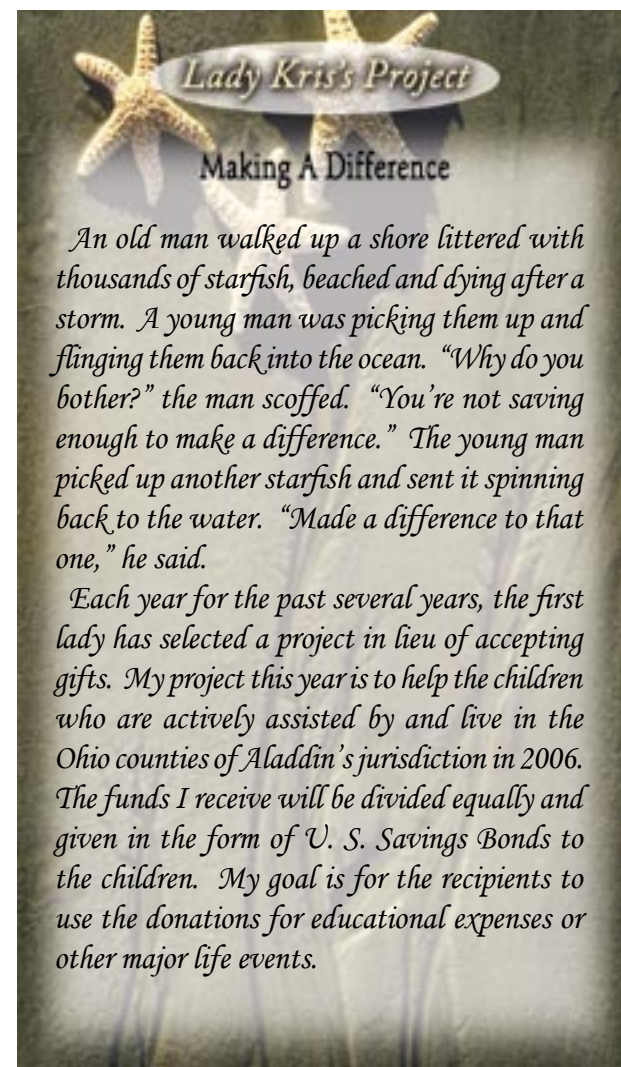 Lady Kris's Project
Making A Difference
An old man walked up a shore littered with
thousands of starfish, beached and dying after a
storm. A young man was picking them up and
flinging them back into the ocean. “Why do you
bother?” the man scoffed. “You’re not saving
enough to make a difference.” The young man
picked up another starfish and sent it spinning
back to the water. “Made a difference to that
one,” he said.
Each year for the past several years, the first
lady has selected a project in lieu of accepting
gifts. My project this year is to help the children
who are actively assisted by and live in the
Ohio counties of Aladdin’s jurisdiction in 2006.
The funds I receive will be divided equally and
given in the form of U. S. Savings Bonds to
the children. My goal is for the recipients to
use the donations for educational expenses or
other major life events.